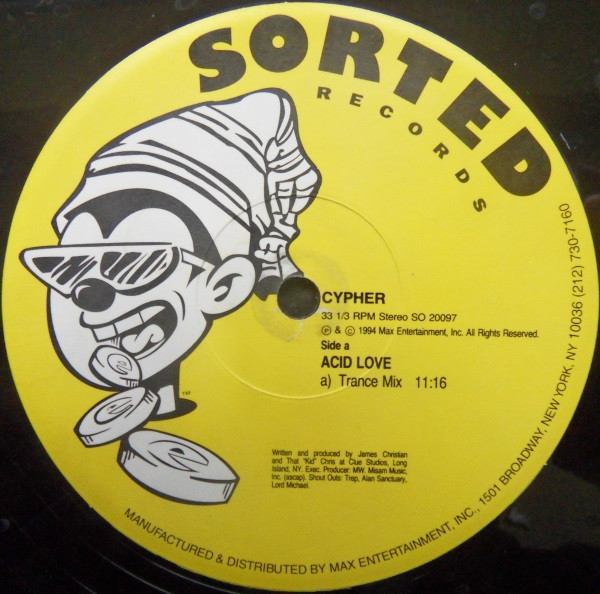 SORTED
RECORDS
CYPHER
33 1/3 RPM Stereo SO 20097
℗ & © 1994 Max Entertainment, Inc. All Rights Reserved.
Side a
ACID LOVE
a) Trance Mix 11:16
TM
Written and produced by James Christian
and That "Kid" Chris at Clue Studios, Long
Island, NY. Exec. Producer: MW. Misam Music,
Inc. (ascap). Shout Outs: Trep, Alan Sanctuary,
Lord Michael.
MANUFACTURED & DISTRIBUTED BY MAX ENTERTAINMENT, INC., 1501 BROADWAY, NEW YORK, NY 10036 (212) 730-7160